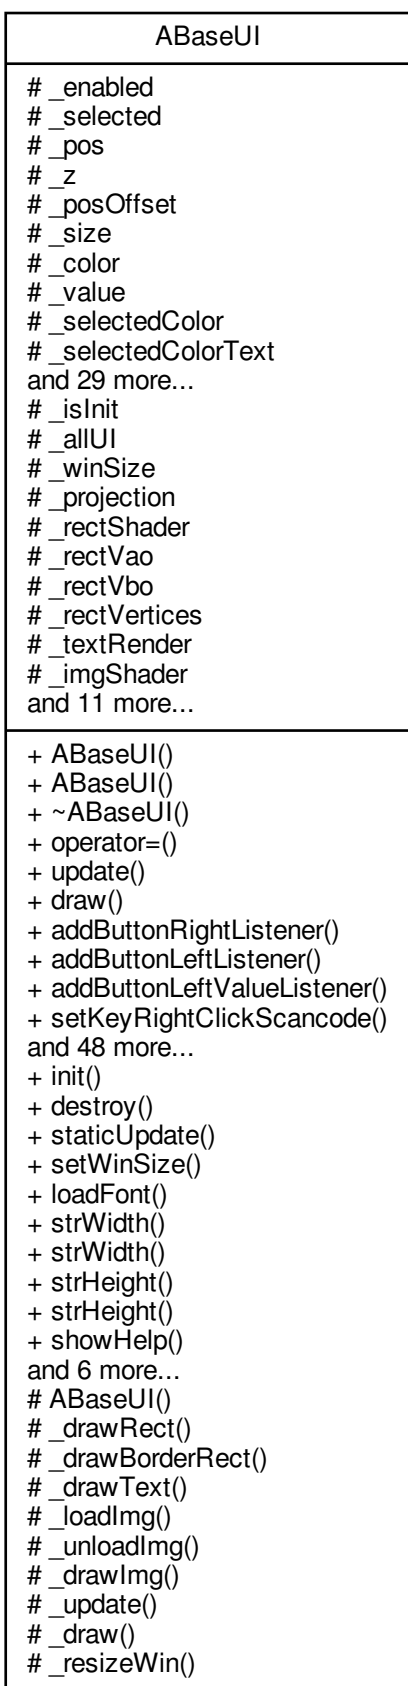 ABaseUI
# _enabled
# _selected
# _pos
# _z
# _posOffset
# _size
# _color
# _value
# _selectedColor
# _selectedColorText
and 29 more...
# _isInit
# _allUI
# _winSize
# _projection
# _rectShader
# _rectVao
# _rectVbo
# _rectVertices
# _textRender
# _imgShader
and 11 more...
+ ABaseUI()
+ ABaseUI()
+ ~ABaseUI()
+ operator=()
+ update()
+ draw()
+ addButtonRightListener()
+ addButtonLeftListener()
+ addButtonLeftValueListener()
+ setKeyRightClickScancode()
and 48 more...
+ init()
+ destroy()
+ staticUpdate()
+ setWinSize()
+ loadFont()
+ strWidth()
+ strWidth()
+ strHeight()
+ strHeight()
+ showHelp()
and 6 more...
# ABaseUI()
# _drawRect()
# _drawBorderRect()
# _drawText()
# _loadImg()
# _unloadImg()
# _drawImg()
# _update()
# _draw()
# _resizeWin()